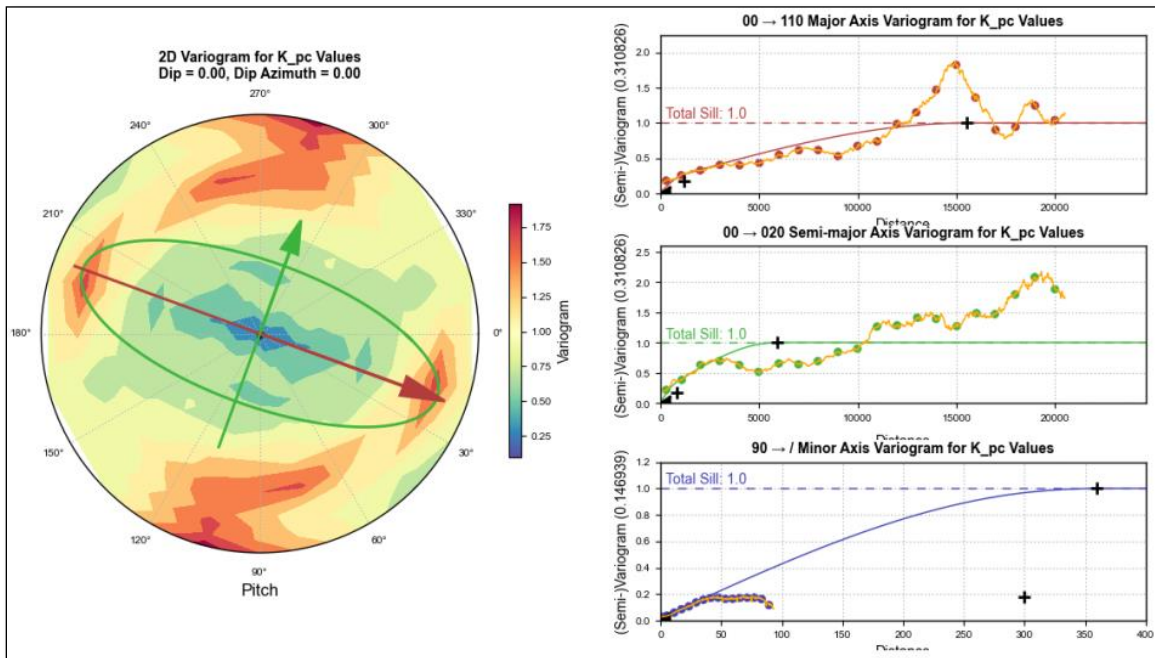 2D Variogram for K_pc Values
Dip = 0.00, Dip Azimuth = 0.00
270°
240°
300°
210°
330°
180°
0°
150°
30°
120°
60°
90°
Pitch
1.75
1.50
1.25
1.00
0.75
0.50
0.25
Variogram
00 → 110 Major Axis Variogram for K_pc Values
(Semi-)Variogram (0.310826)
2.0
1.5
1.0
0.5
0.0
Total Sill: 1.0
0 5000 10000 15000 20000
Distance
00 → 020 Semi-major Axis Variogram for K_pc Values
(Semi-)Variogram (0.310826)
2.5
2.0
1.5
1.0
0.5
0.0
Total Sill: 1.0
0 5000 10000 15000 20000
Distance
90 → / Minor Axis Variogram for K_pc Values
(Semi-)Variogram (0.146939)
1.2
1.0
0.8
0.6
0.4
0.2
0.0
Total Sill: 1.0
0 50 100 150 200 250 300 350 400
Distance